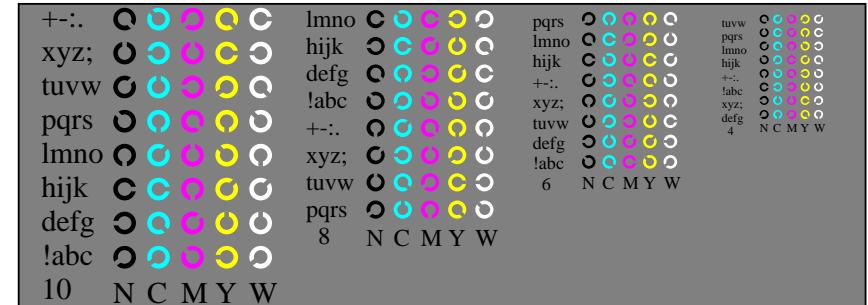 +-:.
xyz;
tuvw
pqrs
lmno
hijk
defg
!abc
10 N C M Y W
lmno
hijk
defg
!abc
+-:.
xyz;
tuvw
pqrs
8 N C M Y W
pqrs
lmno
hijk
+-:.
xyz;
tuvw
defg
!abc
6 N C M Y W
tuvw
pqrs
lmno
hijk
+-:.
!abc
xyz;
defg
4 N C M Y W